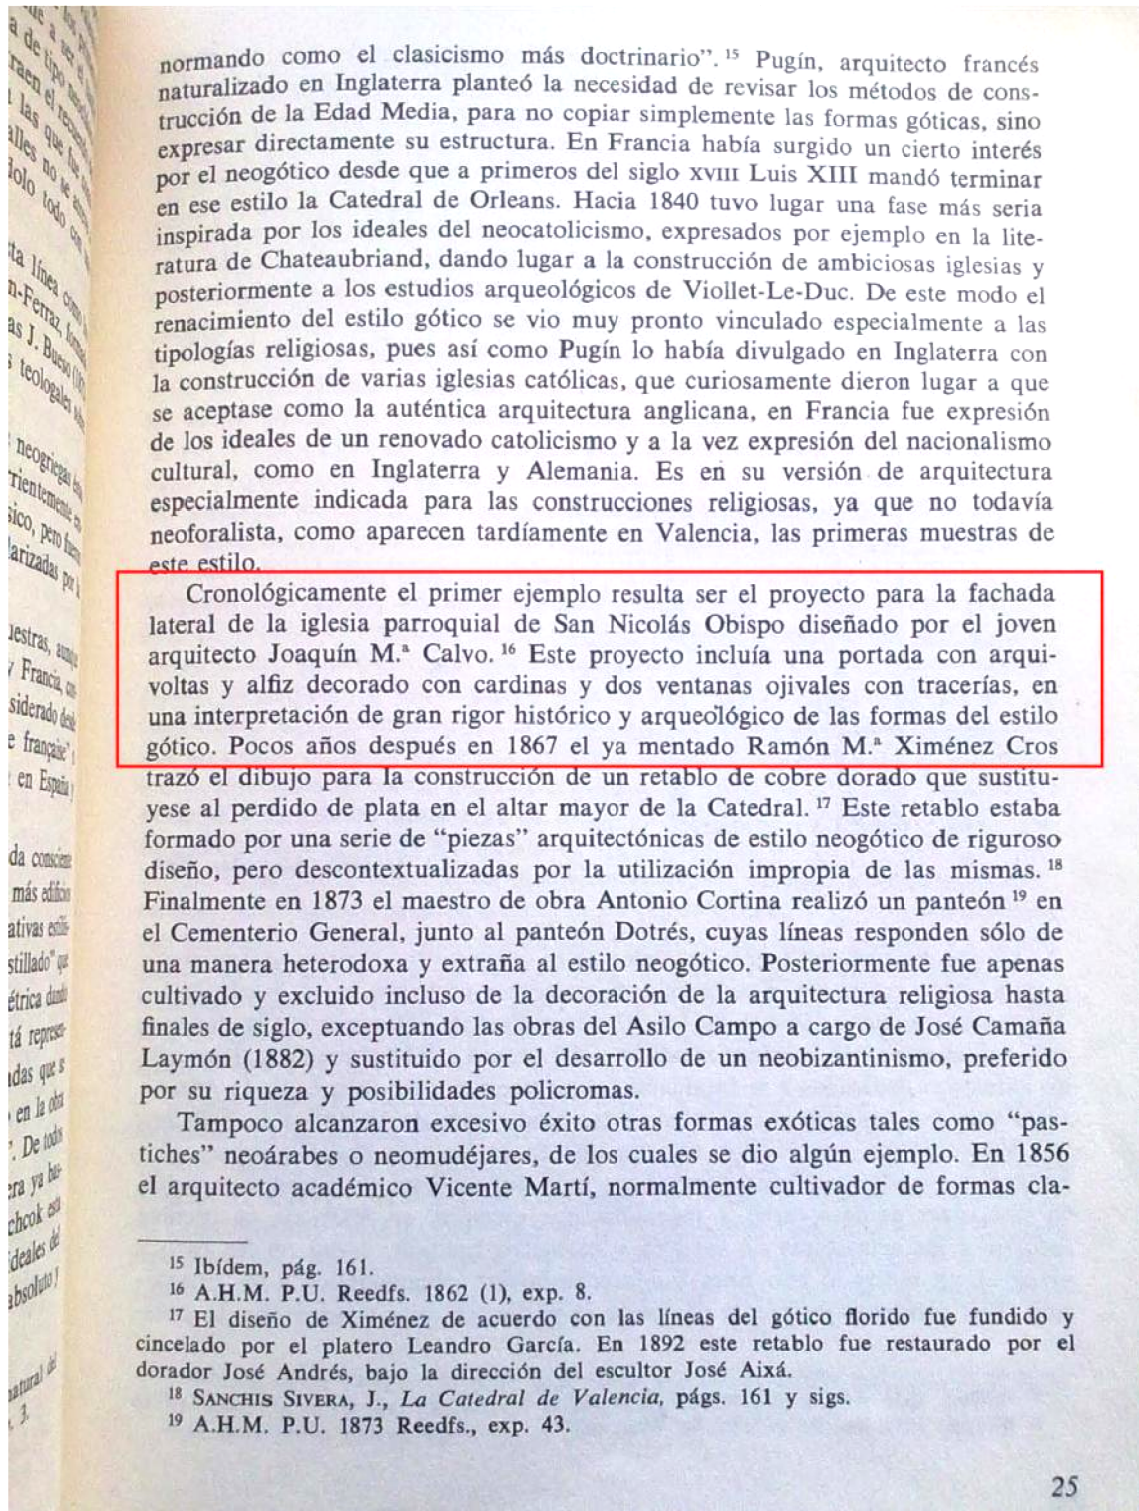 normando como el clasicismo más doctrinario”. 15 Pugín, arquitecto francés
naturalizado en Inglaterra planteó la necesidad de revisar los métodos de cons-
trucción de la Edad Media, para no copiar simplemente las formas góticas, sino
expresar directamente su estructura. En Francia había surgido un cierto interés
por el neogótico desde que a primeros del siglo XVIII Luis XIII mandó terminar
en ese estilo la Catedral de Orleans. Hacia 1840 tuvo lugar una fase más seria
inspirada por los ideales del neocatolicismo, expresados por ejemplo en la lite-
ratura de Chateaubriand, dando lugar a la construcción de ambiciosas iglesias y
posteriormente a los estudios arqueológicos de Viollet-Le-Duc. De este modo el
renacimiento del estilo gótico se vio muy pronto vinculado especialmente a las
tipologías religiosas, pues así como Pugín lo había divulgado en Inglaterra con
la construcción de varias iglesias católicas, que curiosamente dieron lugar a que
se aceptase como la auténtica arquitectura anglicana, en Francia fue expresión
de los ideales de un renovado catolicismo y a la vez expresión del nacionalismo
cultural, como en Inglaterra y Alemania. Es en su versión de arquitectura
especialmente indicada para las construcciones religiosas, ya que no todavía
neoforalista, como aparecen tardíamente en Valencia, las primeras muestras de
este estilo.
Cronológicamente el primer ejemplo resulta ser el proyecto para la fachada
lateral de la iglesia parroquial de San Nicolás Obispo diseñado por el joven
arquitecto Joaquín M.ª Calvo. 16 Este proyecto incluía una portada con arqui-
voltas y alfiz decorado con cardinas y dos ventanas ojivales con tracerías, en
una interpretación de gran rigor histórico y arqueológico de las formas del estilo
gótico. Pocos años después en 1867 el ya mentado Ramón M.ª Ximénez Cros
trazó el dibujo para la construcción de un retablo de cobre dorado que sustitu-
yese al perdido de plata en el altar mayor de la Catedral. 17 Este retablo estaba
formado por una serie de “piezas” arquitectónicas de estilo neogótico de riguroso
diseño, pero descontextualizadas por la utilización impropia de las mismas. 18
Finalmente en 1873 el maestro de obra Antonio Cortina realizó un panteón 19 en
el Cementerio General, junto al panteón Dotrés, cuyas líneas responden sólo de
una manera heterodoxa y extraña al estilo neogótico. Posteriormente fue apenas
cultivado y excluido incluso de la decoración de la arquitectura religiosa hasta
finales de siglo, exceptuando las obras del Asilo Campo a cargo de José Camaña
Laymón (1882) y sustituido por el desarrollo de un neobizantinismo, preferido
por su riqueza y posibilidades policromas.
Tampoco alcanzaron excesivo éxito otras formas exóticas tales como “pas-
tiches” neoárabes o neomudéjares, de los cuales se dio algún ejemplo. En 1856
el arquitecto académico Vicente Martí, normalmente cultivador de formas cla-
15 Ibídem, pág. 161.
16 A.H.M. P.U. Reedfs. 1862 (1), exp. 8.
17 El diseño de Ximénez de acuerdo con las líneas del gótico florido fue fundido y
cincelado por el platero Leandro García. En 1892 este retablo fue restaurado por el
dorador José Andrés, bajo la dirección del escultor José Aixá.
18 SANCHIS SIVERA, J., La Catedral de Valencia, págs. 161 y sigs.
19 A.H.M. P.U. 1873 Reedfs., exp. 43.
25